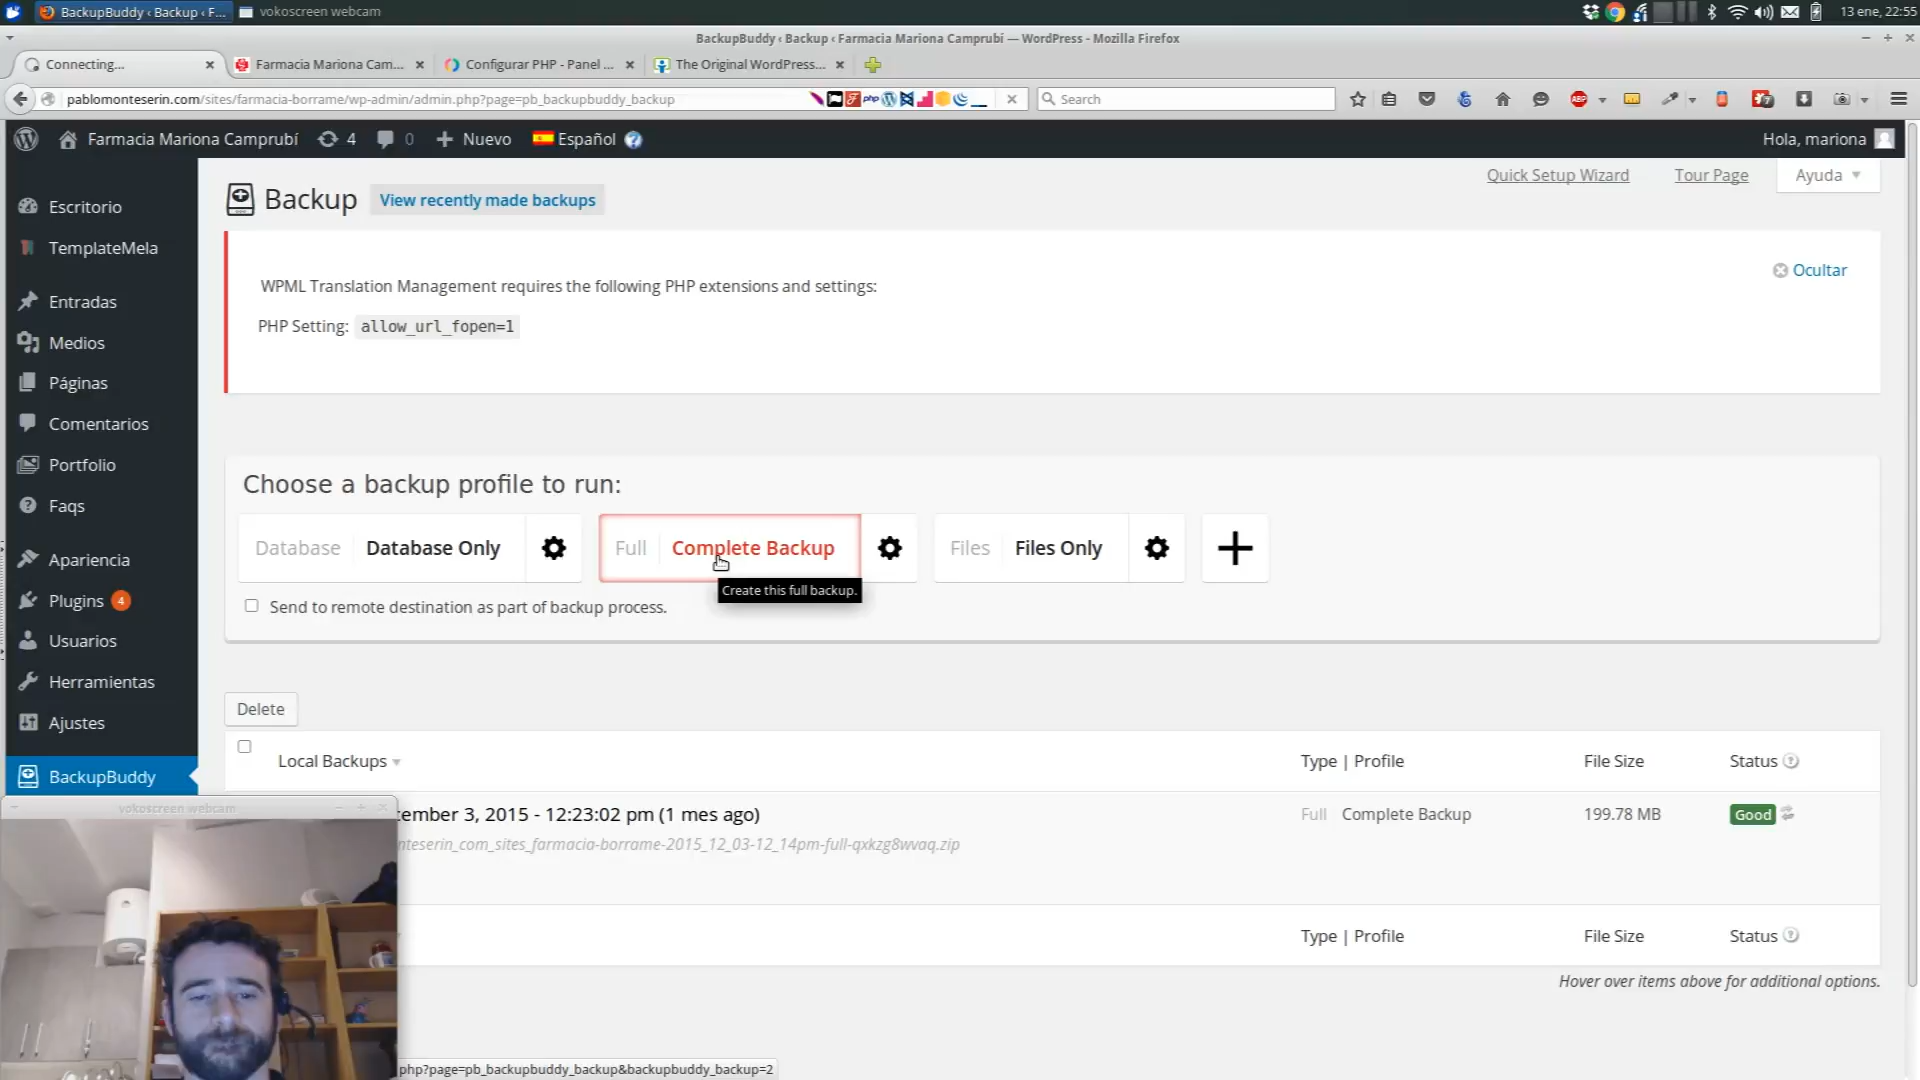 BackupBuddy ‹ Backup ‹ F...
vokoscreen webcam
13 ene, 22:55
BackupBuddy ‹ Backup ‹ Farmacia Mariona Camprubí — WordPress - Mozilla Firefox
Connecting...
Farmacia Mariona Cam...
Configurar PHP - Panel ...
The Original WordPress...
pablomonteserin.com/sites/farmacia-borrame/wp-admin/admin.php?page=pb_backupbuddy_backup
Search
Farmacia Mariona Camprubí
4
0
Nuevo
Español
Hola, mariona
Escritorio
TemplateMela
Entradas
Medios
Páginas
Comentarios
Portfolio
Faqs
Apariencia
Plugins 4
Usuarios
Herramientas
Ajustes
BackupBuddy
Backup
View recently made backups
Quick Setup Wizard
Tour Page
Ayuda
WPML Translation Management requires the following PHP extensions and settings:
Ocultar
PHP Setting: allow_url_fopen=1
Choose a backup profile to run:
Database Database Only
Full Complete Backup
Files Files Only
Create this full backup.
Send to remote destination as part of backup process.
Delete
Local Backups
Type | Profile
File Size
Status
ember 3, 2015 - 12:23:02 pm (1 mes ago)
Full Complete Backup
199.78 MB
Good
nteserin_com_sites_farmacia-borrame-2015_12_03-12_14pm-full-qxkzg8wvaq.zip
Type | Profile
File Size
Status
Hover over items above for additional options.
vokoscreen webcam
php?page=pb_backupbuddy_backup&backupbuddy_backup=2